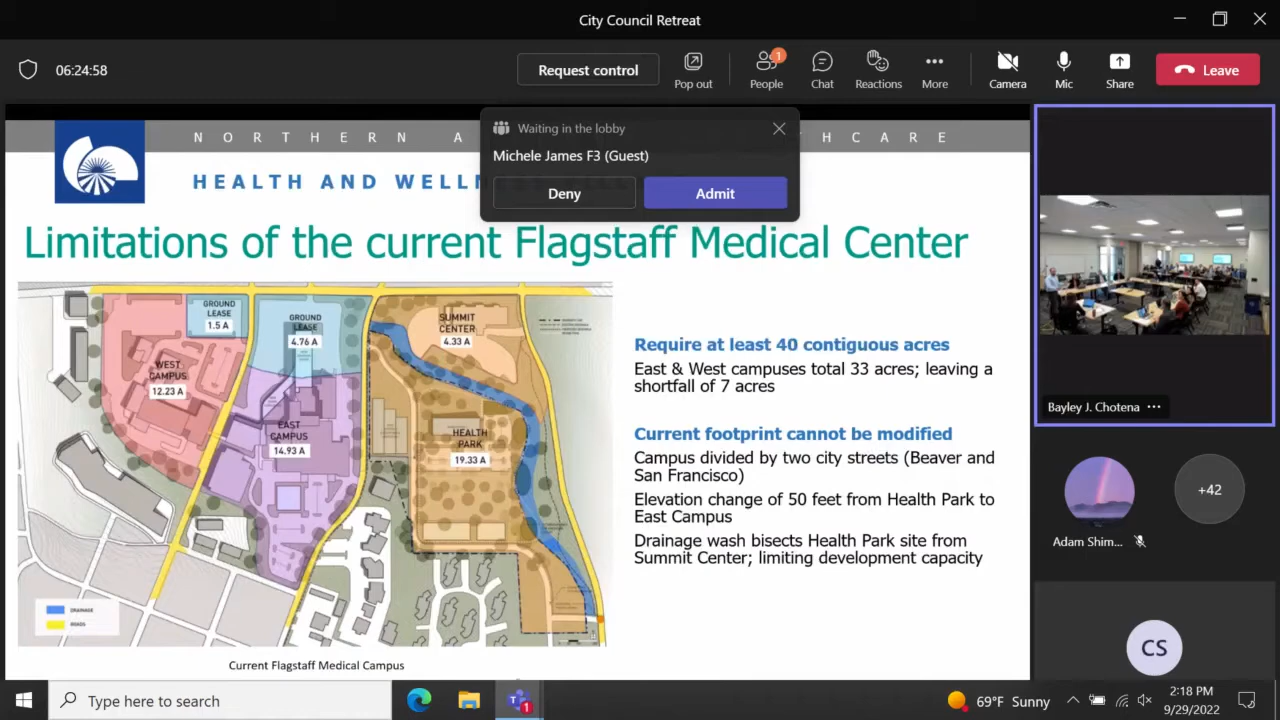 City Council Retreat
06:24:58
Request control
Pop out
People
1
Chat
Reactions
More
Camera
Mic
Share
Leave
NORTHERN A
HCARE
HEALTH AND WELLN
Waiting in the lobby
Michele James F3 (Guest)
Deny
Admit
Limitations of the current Flagstaff Medical Center
GROUND
LEASE
1.5 A
GROUND
LEASE
4.76 A
SUMMIT
CENTER
4.33 A
WEST
CAMPUS
12.23 A
EAST
CAMPUS
14.93 A
HEALTH
PARK
19.33 A
DRAINAGE
ROADS
Current Flagstaff Medical Campus
Require at least 40 contiguous acres
East & West campuses total 33 acres; leaving a
shortfall of 7 acres
Current footprint cannot be modified
Campus divided by two city streets (Beaver and
San Francisco)
Elevation change of 50 feet from Health Park to
East Campus
Drainage wash bisects Health Park site from
Summit Center; limiting development capacity
Bayley J. Chotena
+42
Adam Shim...
CS
Type here to search
1
69°F Sunny
2:18 PM
9/29/2022